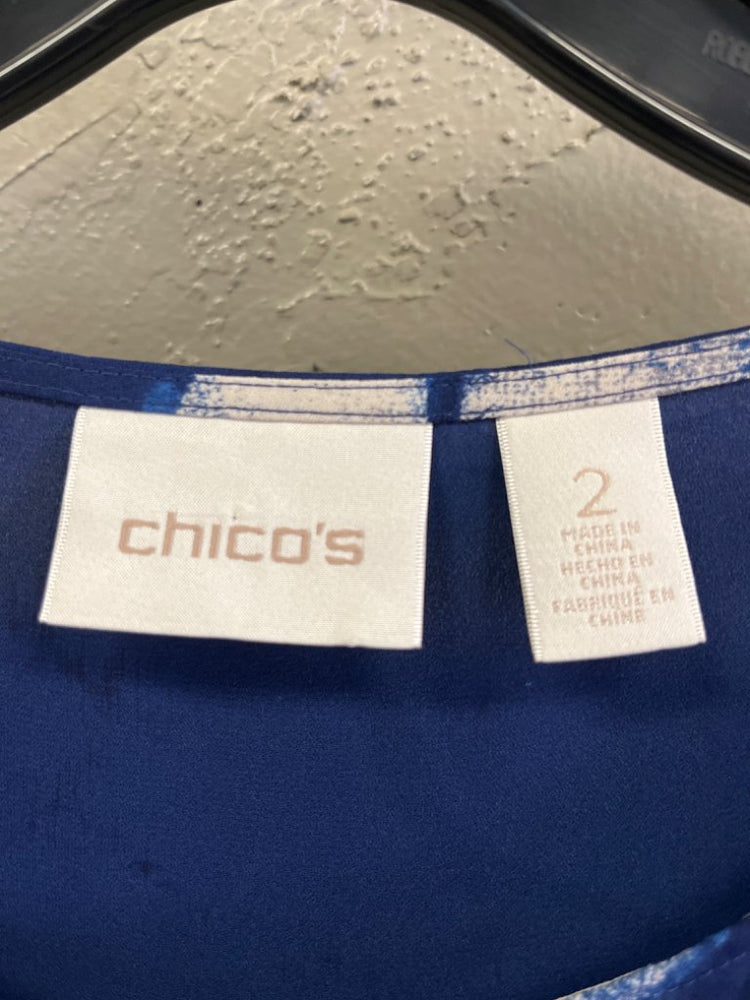 chico's
2
MADE IN
CHINA
HECHO EN
CHINA
FABRIQUÉ EN
CHINE